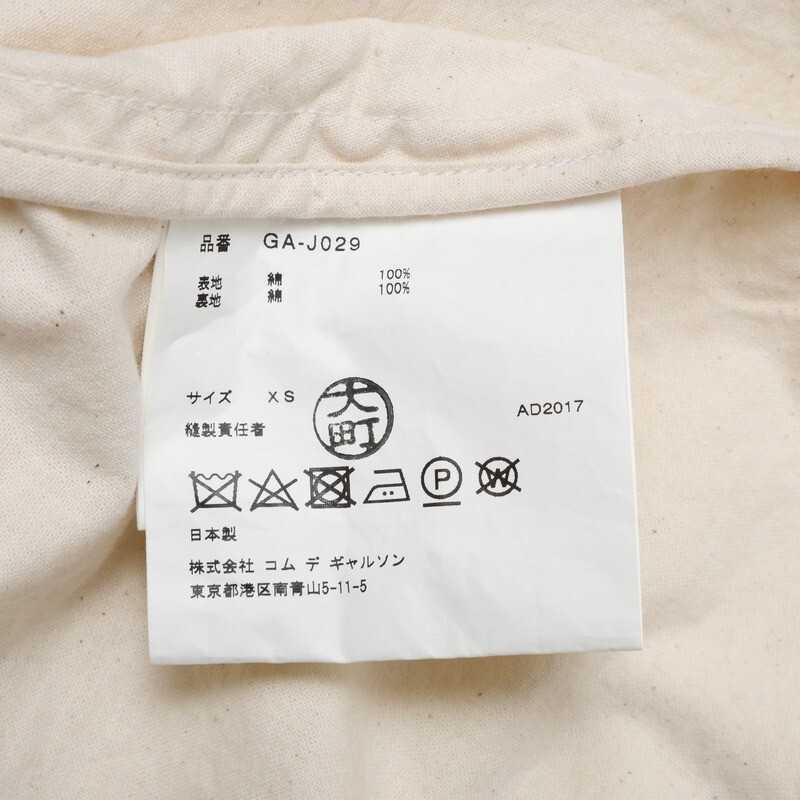 品番 GA-J029
表地 綿 100%
裏地 綿 100%
サイズ XS
大町
AD2017
縫製責任者
P
W
日本製
株式会社 コム デ ギャルソン
東京都港区南青山5-11-5